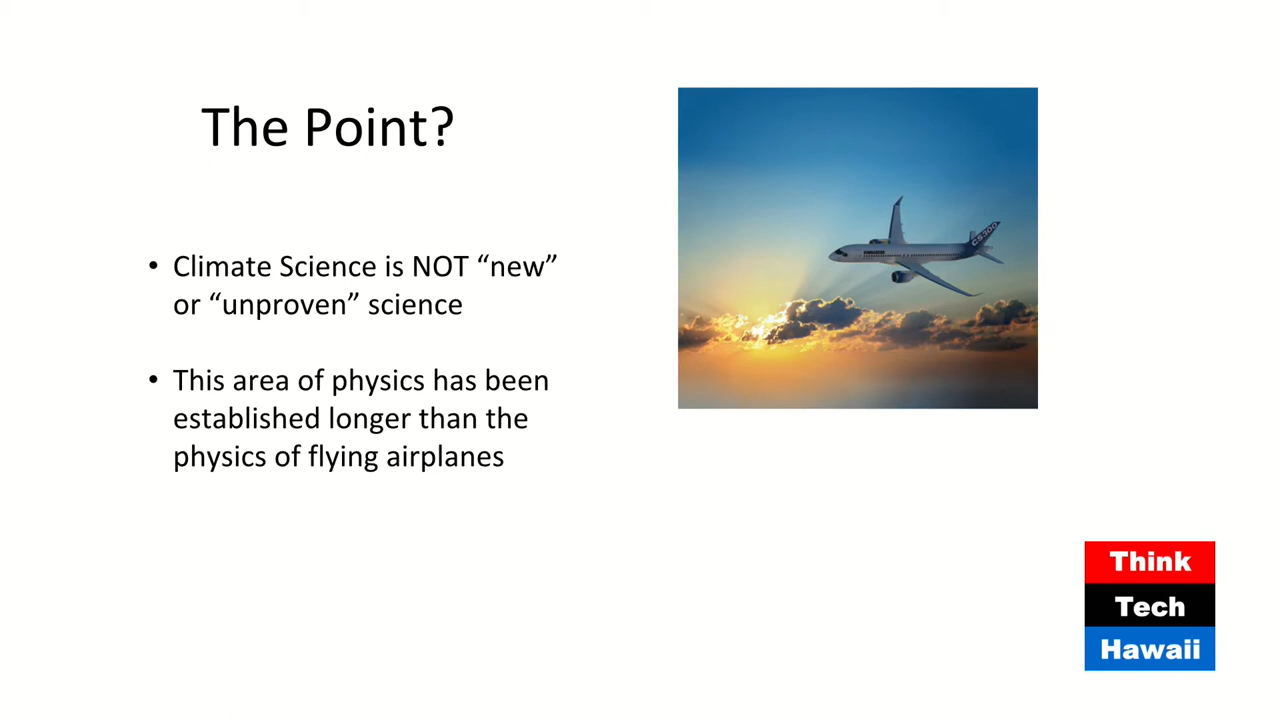 The Point?
• Climate Science is NOT “new”
or “unproven” science
• This area of physics has been
established longer than the
physics of flying airplanes
CS300
Think
Tech
Hawaii